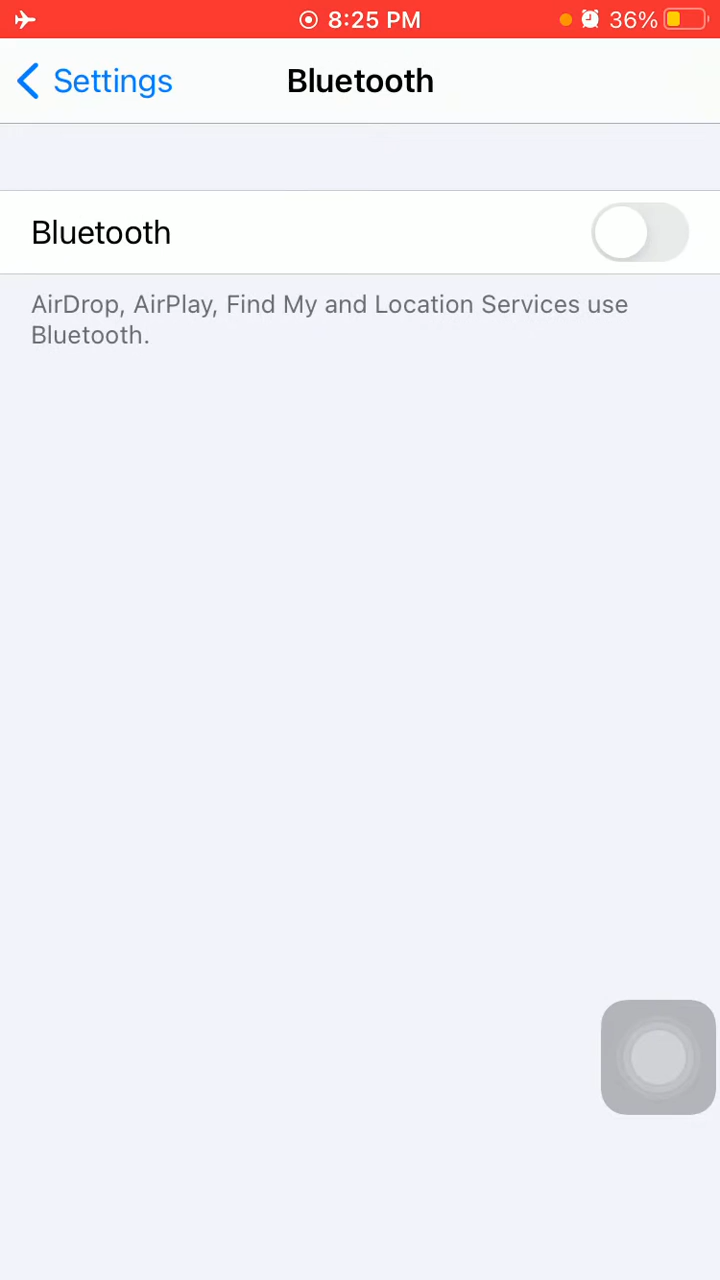 8:25 PM 36%
Settings Bluetooth
Bluetooth
AirDrop, AirPlay, Find My and Location Services use
Bluetooth.